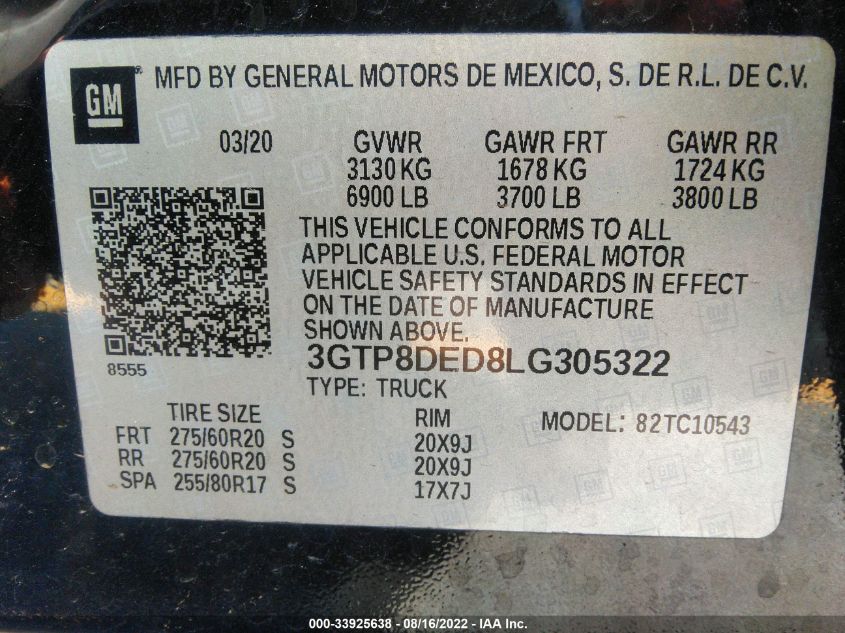 GM ® MFD BY GENERAL MOTORS DE MEXICO, S. DE R.L. DE C.V.
03/20 GVWR GAWR FRT GAWR RR
3130 KG 1678 KG 1724 KG
6900 LB 3700 LB 3800 LB
THIS VEHICLE CONFORMS TO ALL
APPLICABLE U.S. FEDERAL MOTOR
VEHICLE SAFETY STANDARDS IN EFFECT
ON THE DATE OF MANUFACTURE
SHOWN ABOVE.
8555
3GTP8DED8LG305322
TYPE: TRUCK
TIRE SIZE RIM MODEL: 82TC10543
FRT 275/60R20 S 20X9J
RR 275/60R20 S 20X9J
SPA 255/80R17 S 17X7J
100% -- 33925638 - 08/16/2022 - IAA Inc.